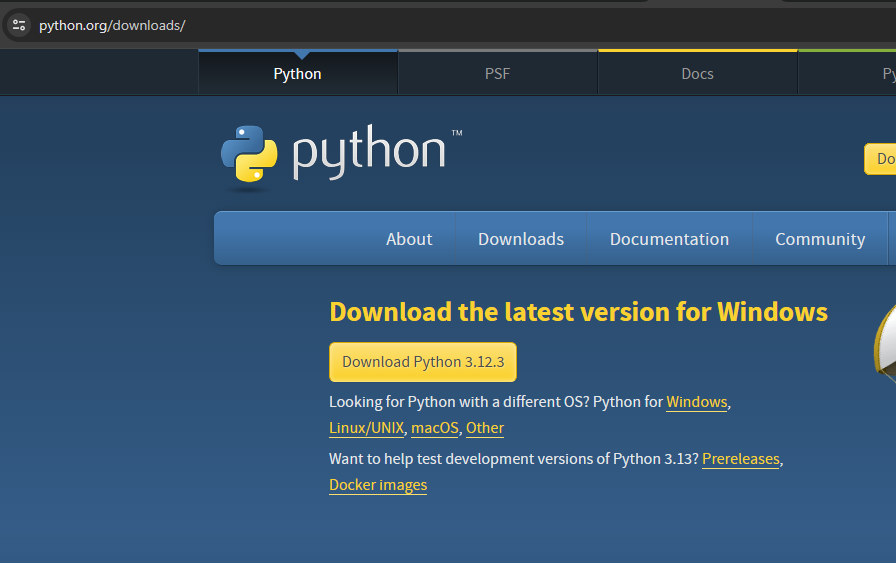 python.org/downloads/
Python PSF Docs Py
python™
Do
About Downloads Documentation Community
Download the latest version for Windows
Download Python 3.12.3
Looking for Python with a different OS? Python for Windows,
Linux/UNIX, macOS, Other
Want to help test development versions of Python 3.13? Prereleases,
Docker images